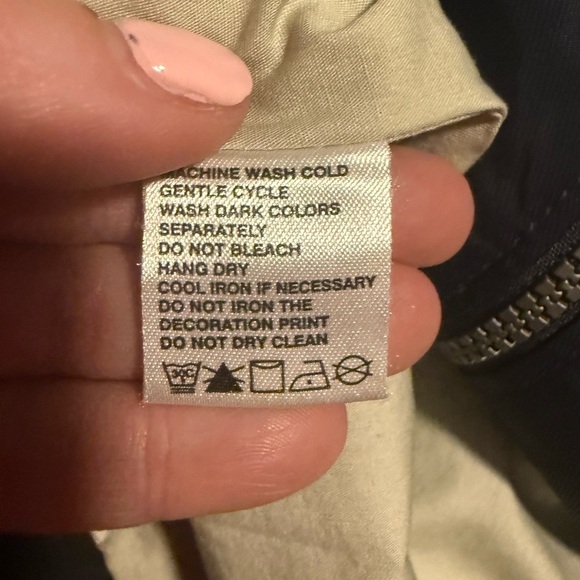 MACHINE WASH COLD
GENTLE CYCLE
WASH DARK COLORS
SEPARATELY
DO NOT BLEACH
HANG DRY
COOL IRON IF NECESSARY
DO NOT IRON THE
DECORATION PRINT
DO NOT DRY CLEAN
30C